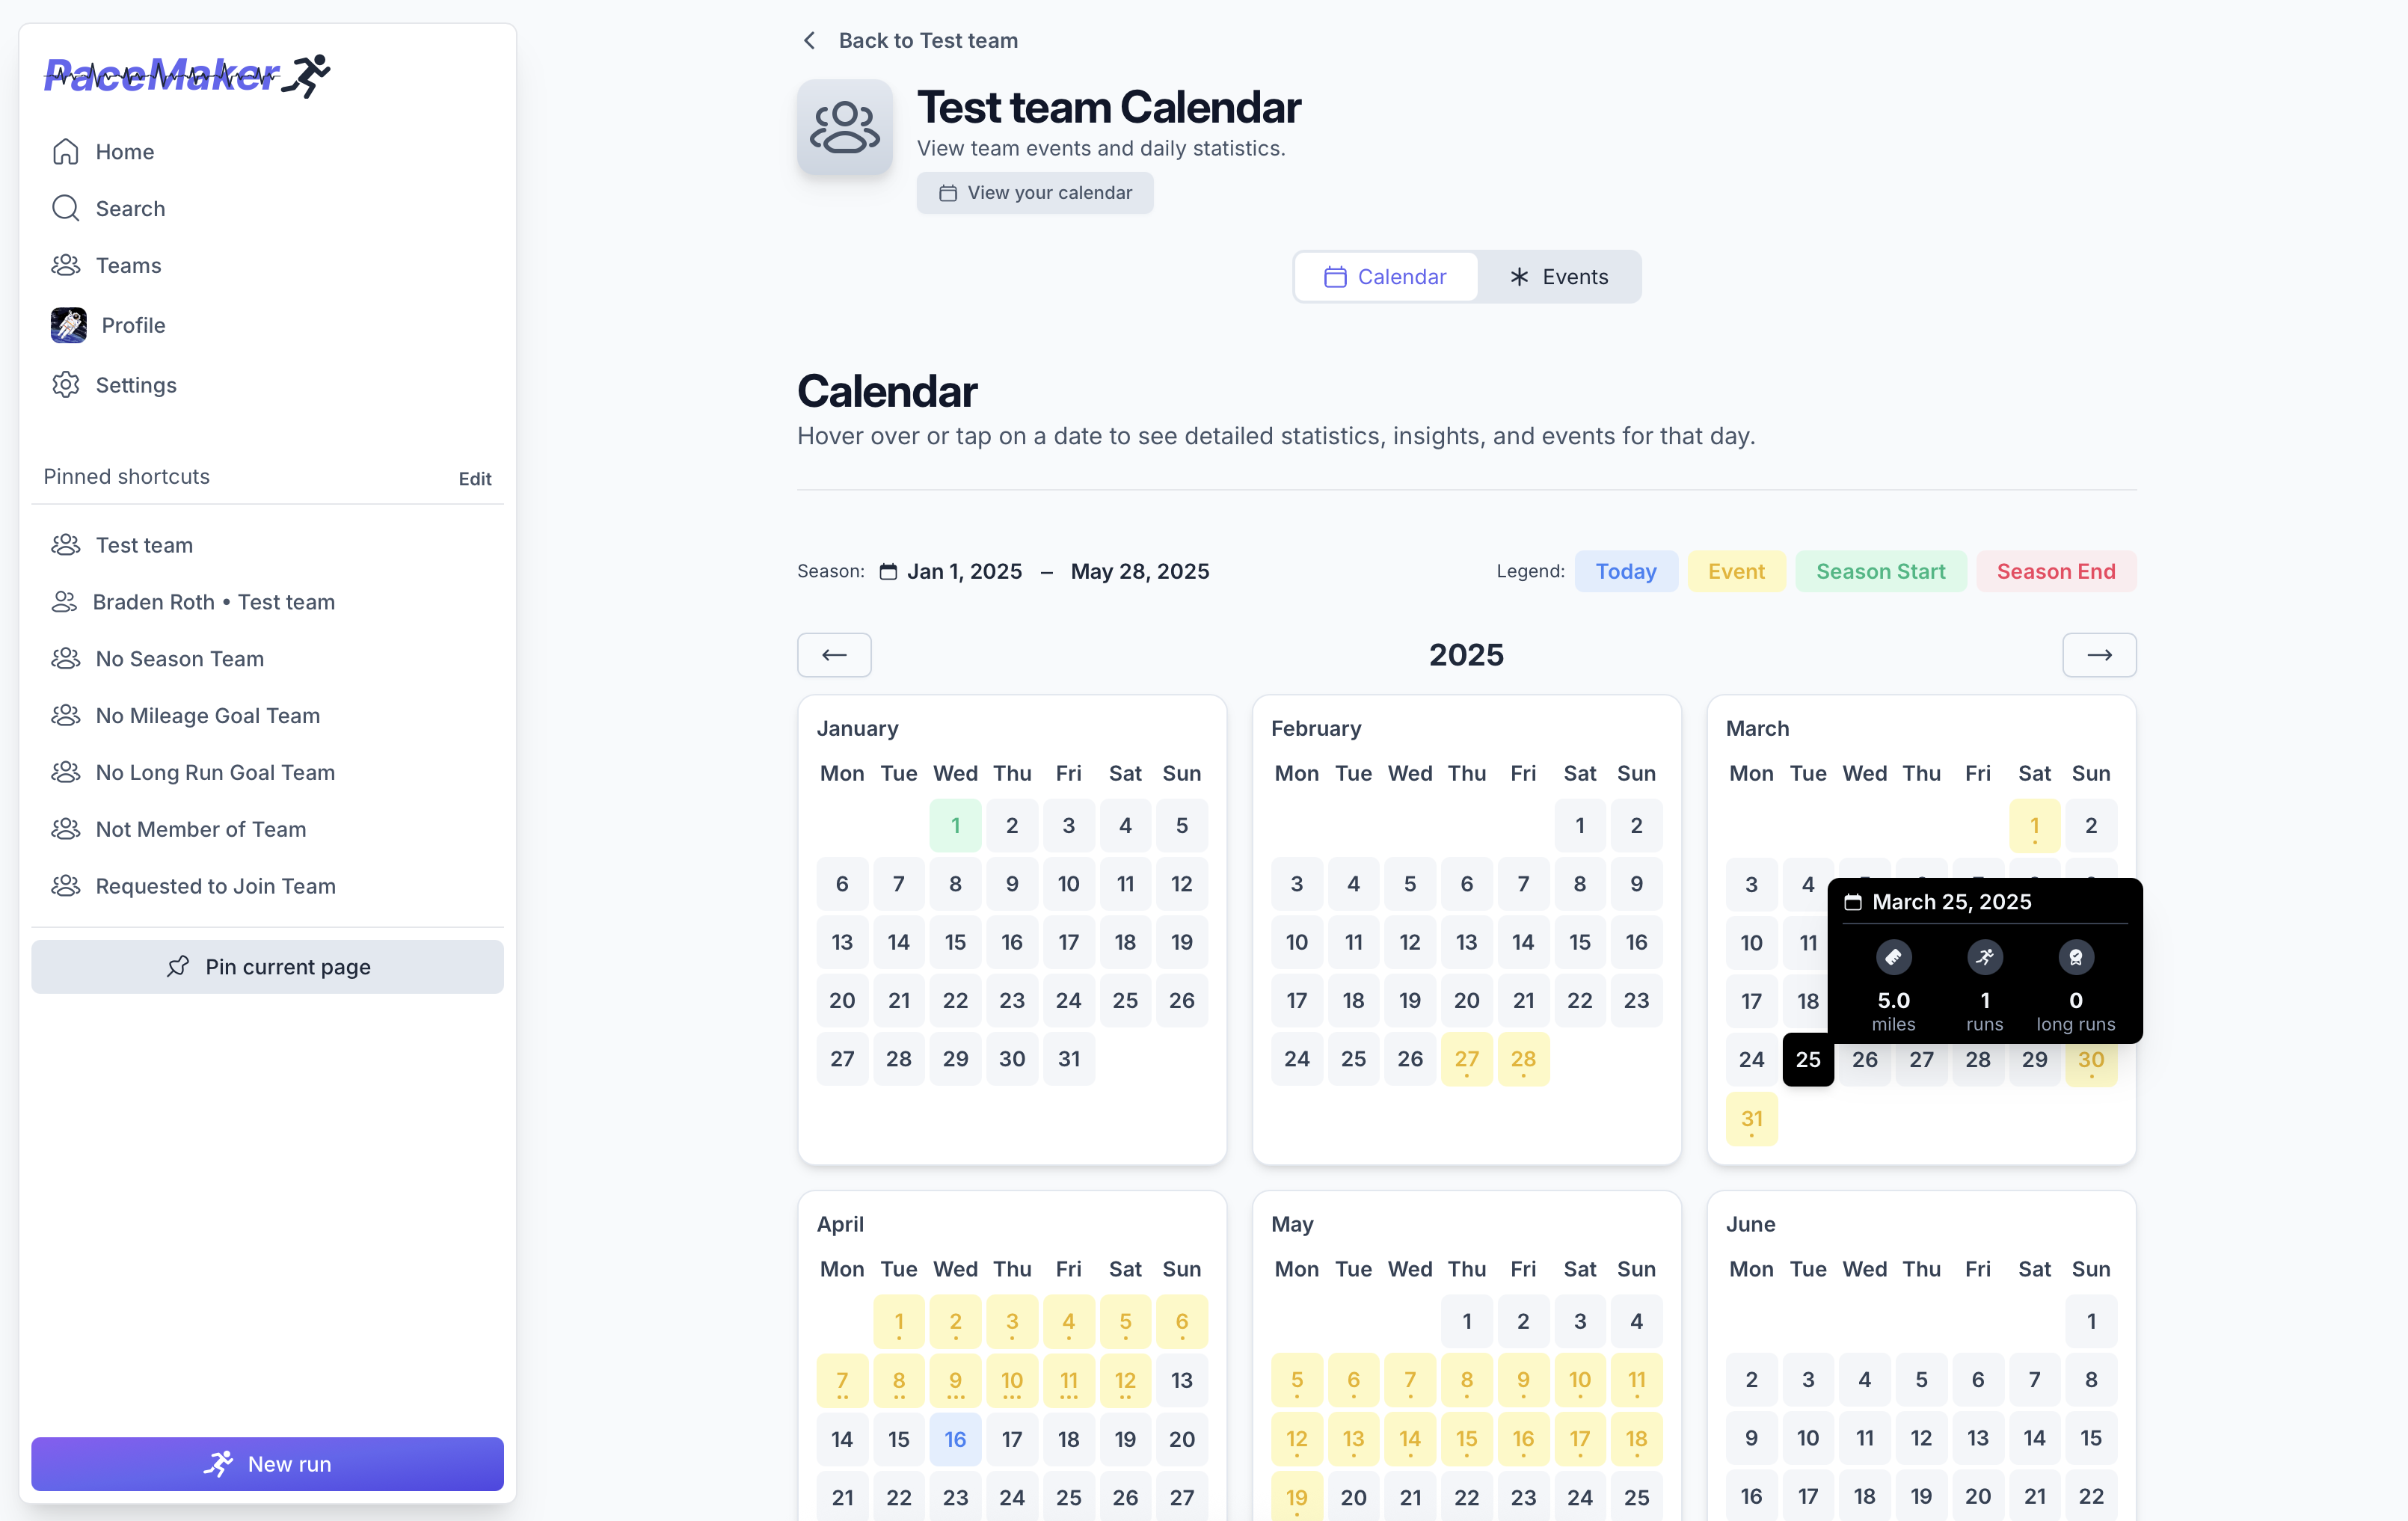 PaceMaker
Home
Search
Teams
Profile
Settings
Pinned shortcuts Edit
Test team
Braden Roth • Test team
No Season Team
No Mileage Goal Team
No Long Run Goal Team
Not Member of Team
Requested to Join Team
Pin current page
New run
Back to Test team
Test team Calendar
View team events and daily statistics.
View your calendar
Calendar Events
Calendar
Hover over or tap on a date to see detailed statistics, insights, and events for that day.
Season: Jan 1, 2025 – May 28, 2025
Legend: Today Event Season Start Season End
2025
January
Mon Tue Wed Thu Fri Sat Sun
1 2 3 4 5
6 7 8 9 10 11 12
13 14 15 16 17 18 19
20 21 22 23 24 25 26
27 28 29 30 31
February
Mon Tue Wed Thu Fri Sat Sun
1 2
3 4 5 6 7 8 9
10 11 12 13 14 15 16
17 18 19 20 21 22 23
24 25 26 27 28
March
Mon Tue Wed Thu Fri Sat Sun
1 2
3 4
10 11
17 18
24 25 26 27 28 29 30
31
March 25, 2025
5.0 1 0
miles runs long runs
April
Mon Tue Wed Thu Fri Sat Sun
1 2 3 4 5 6
7 8 9 10 11 12 13
14 15 16 17 18 19 20
21 22 23 24 25 26 27
May
Mon Tue Wed Thu Fri Sat Sun
1 2 3 4
5 6 7 8 9 10 11
12 13 14 15 16 17 18
19 20 21 22 23 24 25
June
Mon Tue Wed Thu Fri Sat Sun
1
2 3 4 5 6 7 8
9 10 11 12 13 14 15
16 17 18 19 20 21 22